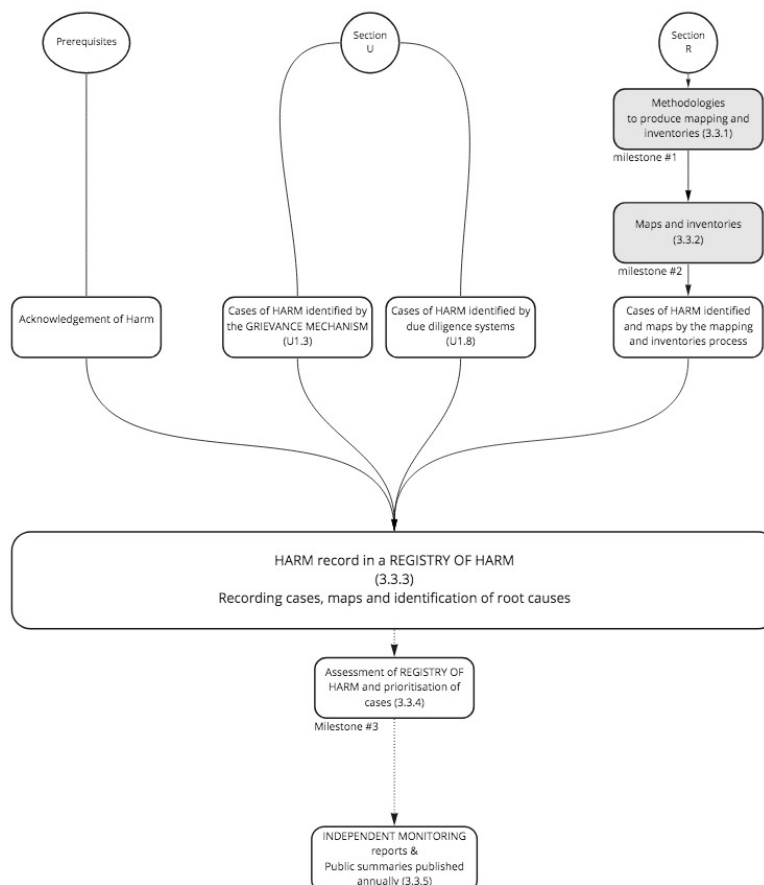 Prerequisites
Section
U
Section
R
Methodologies
to produce mapping and
inventories (3.3.1)
milestone #1
Maps and inventories
(3.3.2)
milestone #2
Acknowledgement of Harm
Cases of HARM identified by
the GRIEVANCE MECHANISM
(U1.3)
Cases of HARM identified by
due diligence systems
(U1.8)
Cases of HARM identified
and maps by the mapping
and inventories process
HARM record in a REGISTRY OF HARM
(3.3.3)
Recording cases, maps and identification of root causes
Assessment of REGISTRY OF
HARM and prioritisation of
cases (3.3.4)
Milestone #3
INDEPENDENT MONITORING
reports &
Public summaries published
annually (3.3.5)